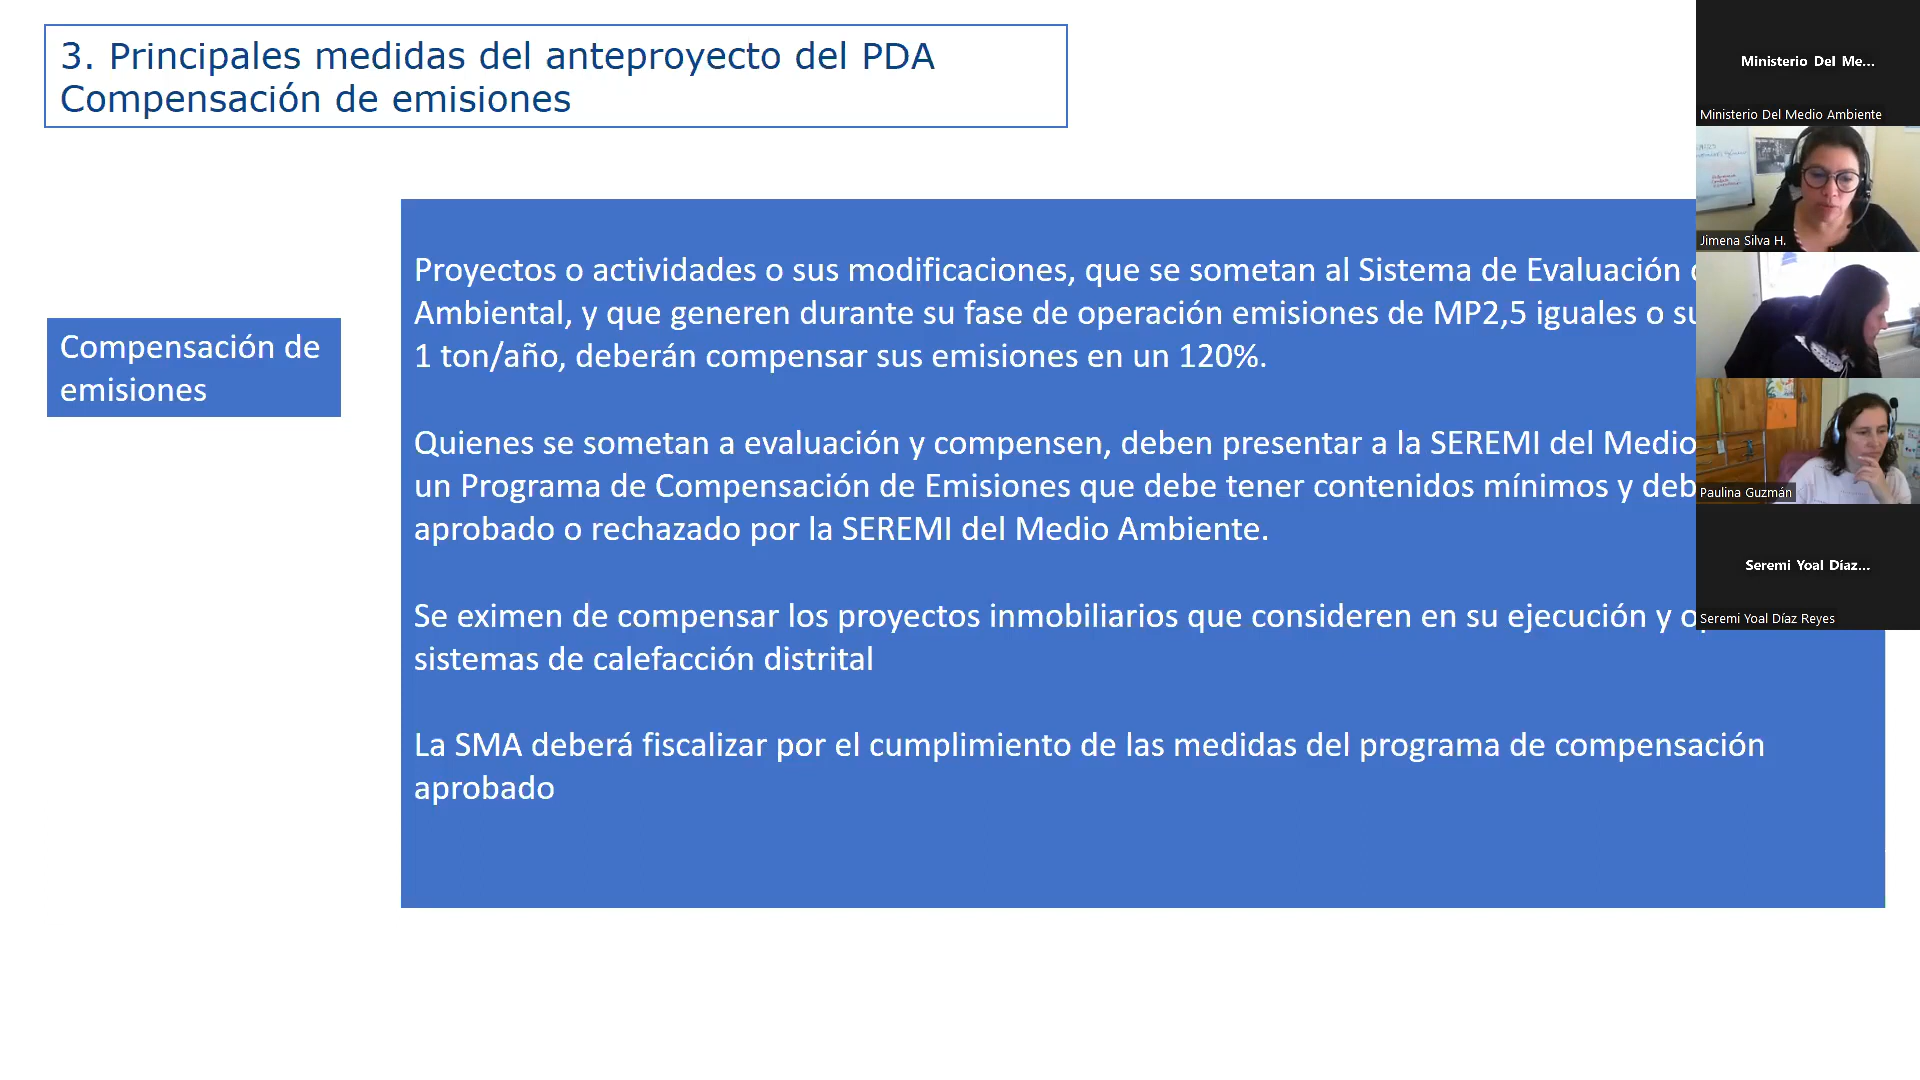 3. Principales medidas del anteproyecto del PDA
Compensación de emisiones
Compensación de
emisiones
Proyectos o actividades o sus modificaciones, que se sometan al Sistema de Evaluación
Ambiental, y que generen durante su fase de operación emisiones de MP2,5 iguales o
1 ton/año, deberán compensar sus emisiones en un 120%.
Quienes se sometan a evaluación y compensen, deben presentar a la SEREMI del Medio
un Programa de Compensación de Emisiones que debe tener contenidos mínimos y
aprobado o rechazado por la SEREMI del Medio Ambiente.
Se eximen de compensar los proyectos inmobiliarios que consideren en su ejecución y
sistemas de calefacción distrital
La SMA deberá fiscalizar por el cumplimiento de las medidas del programa de compensación
aprobado
Ministerio Del Me...
Ministerio Del Medio Ambiente
Jimena Silva H.
Paulina Guzmán
Seremi Yoal Díaz...
Seremi Yoal Díaz Reyes